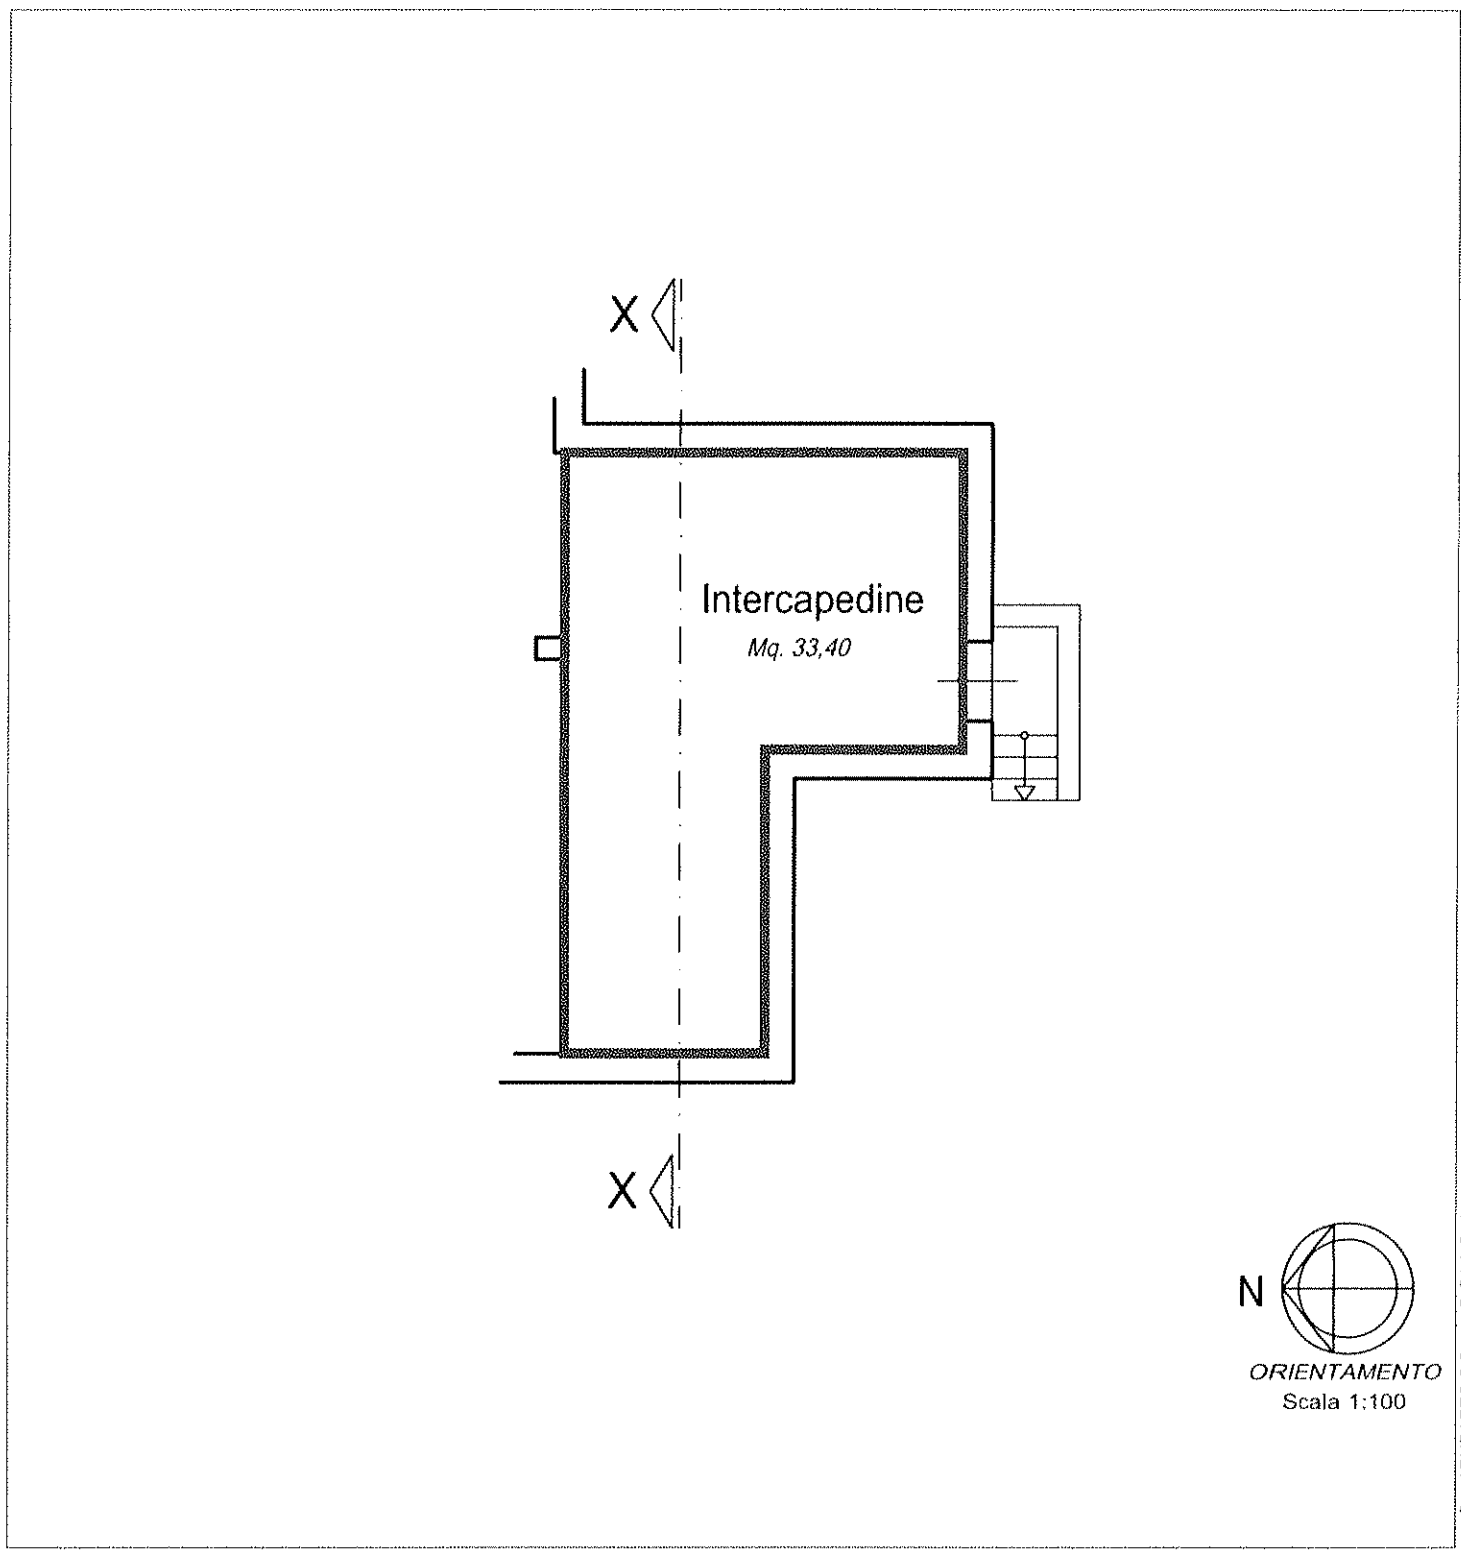 X
Intercapedine
Mq. 33,40
X
N
ORIENTAMENTO
Scala 1:100